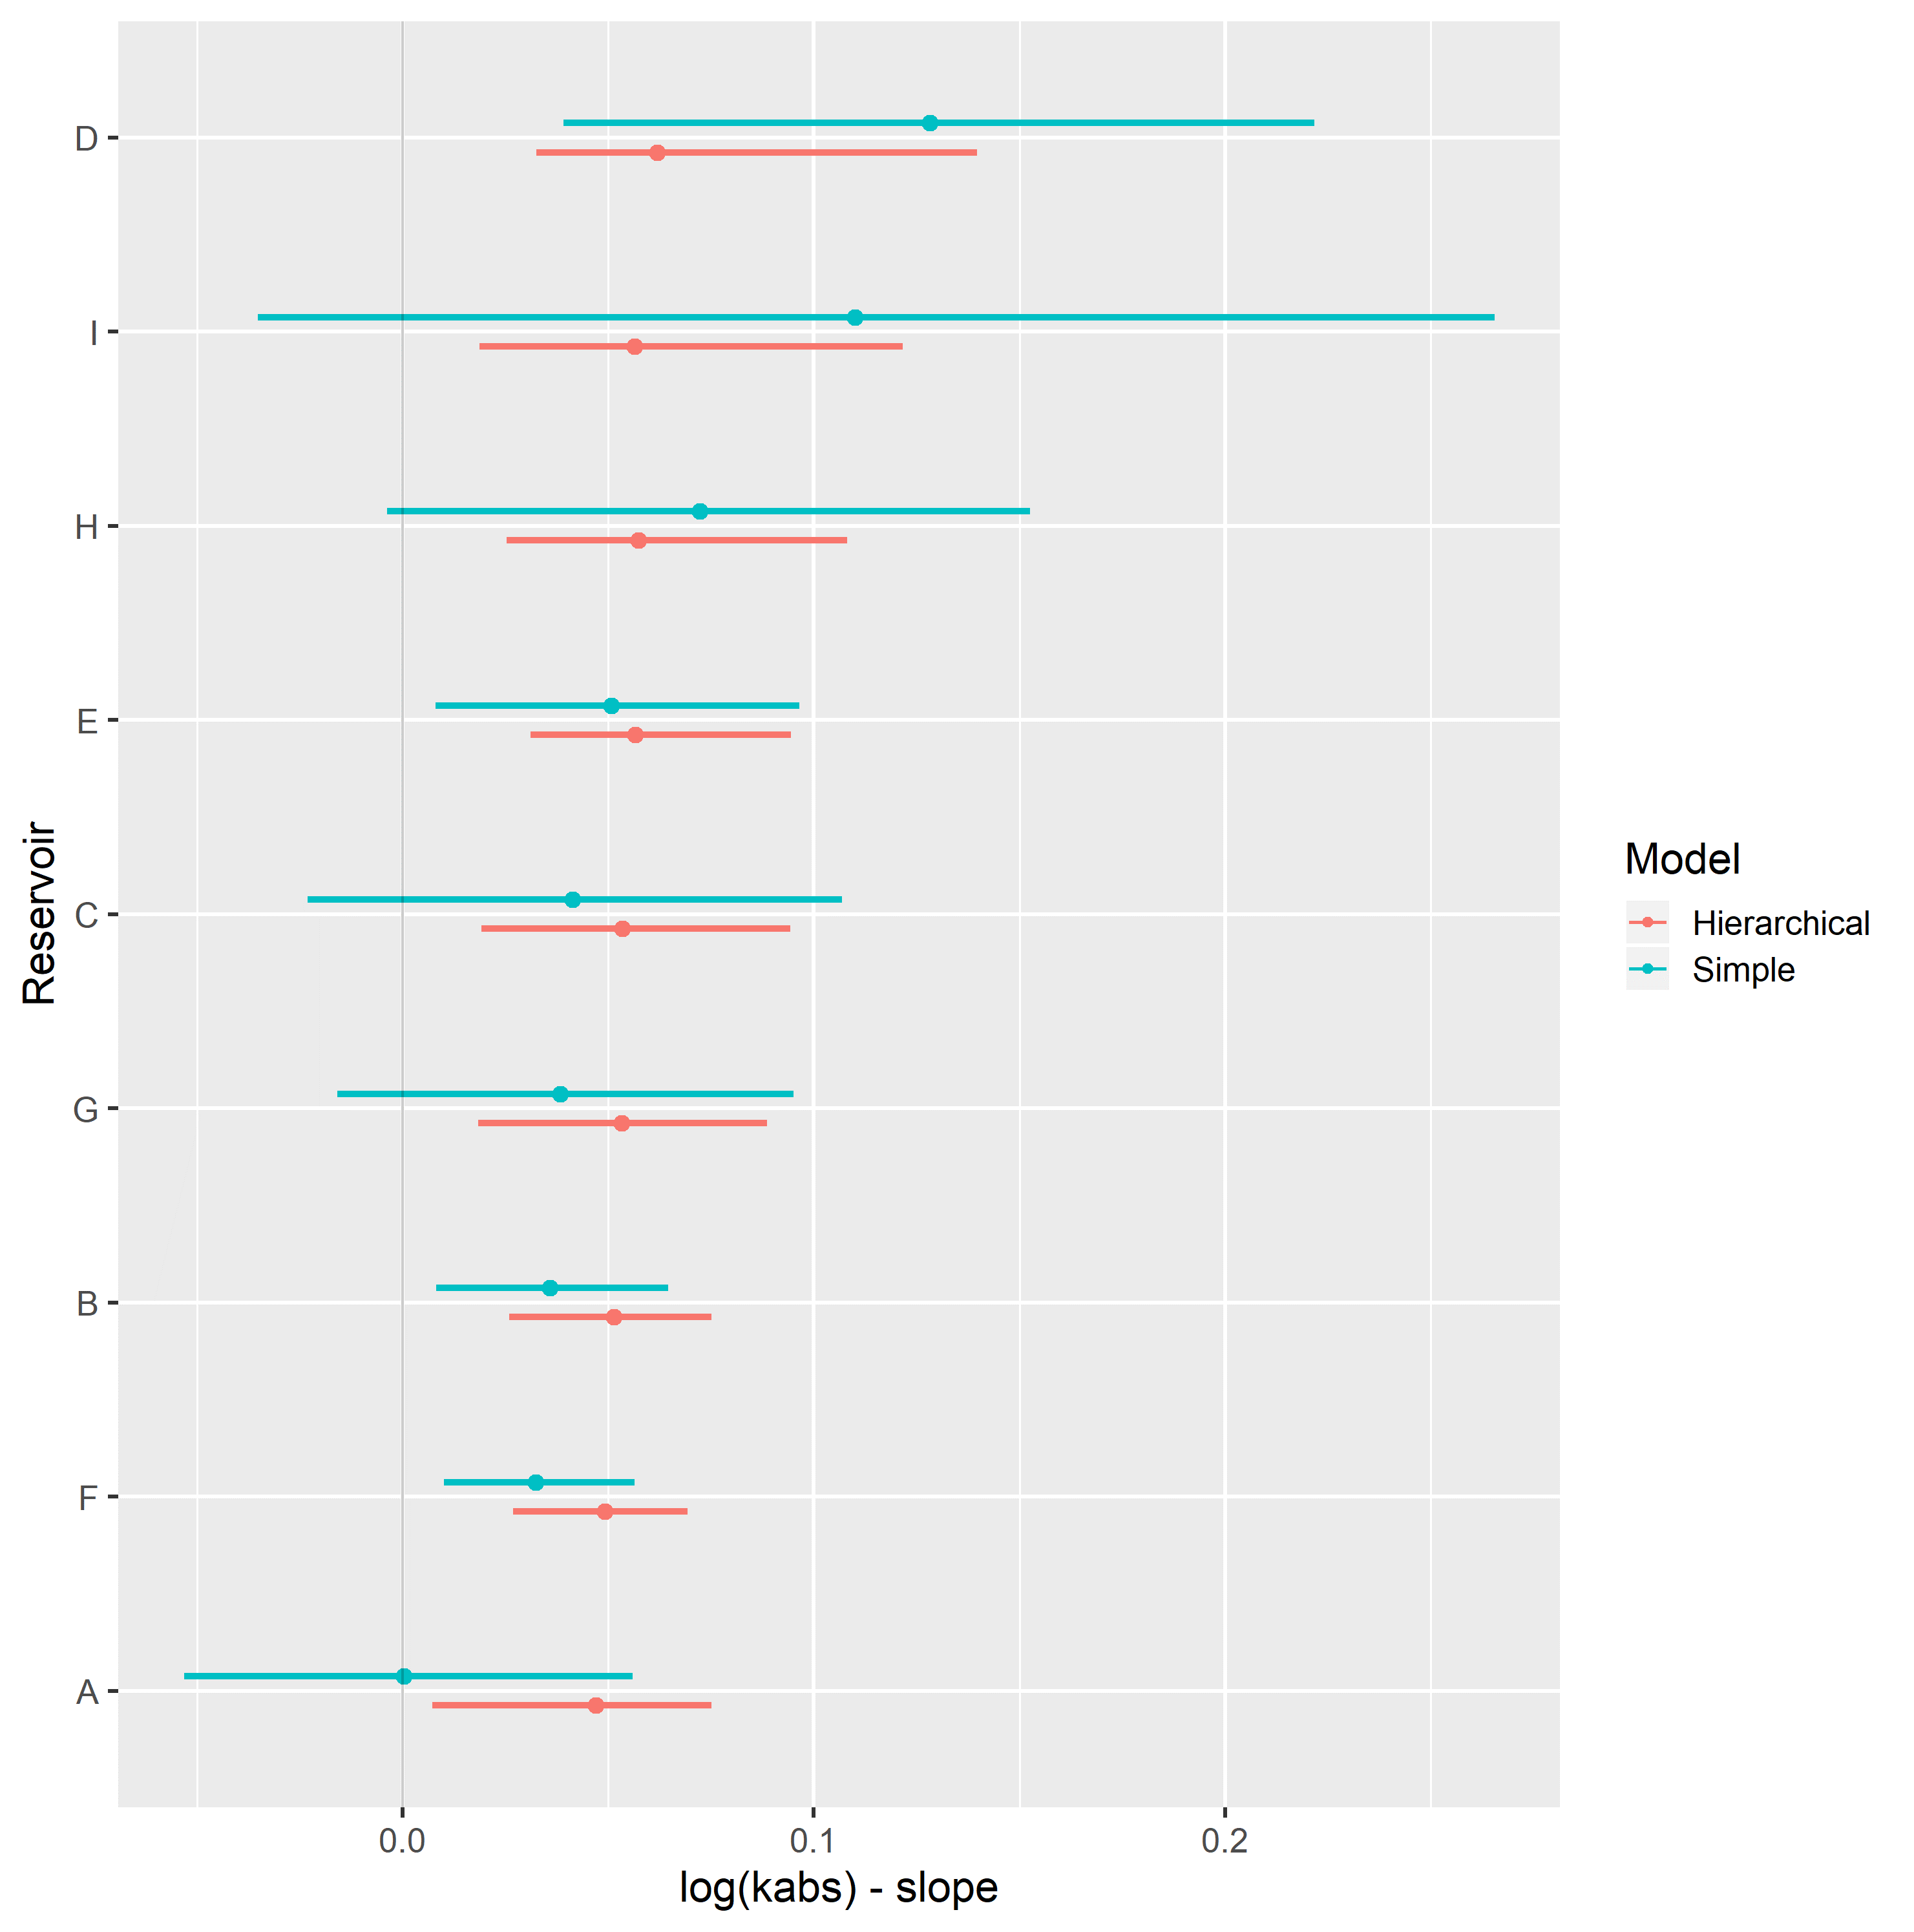 Reservoir
D
I
H
E
C
G
B
F
A
0.0 0.1 0.2
log(kabs) - slope
Model
Hierarchical
Simple